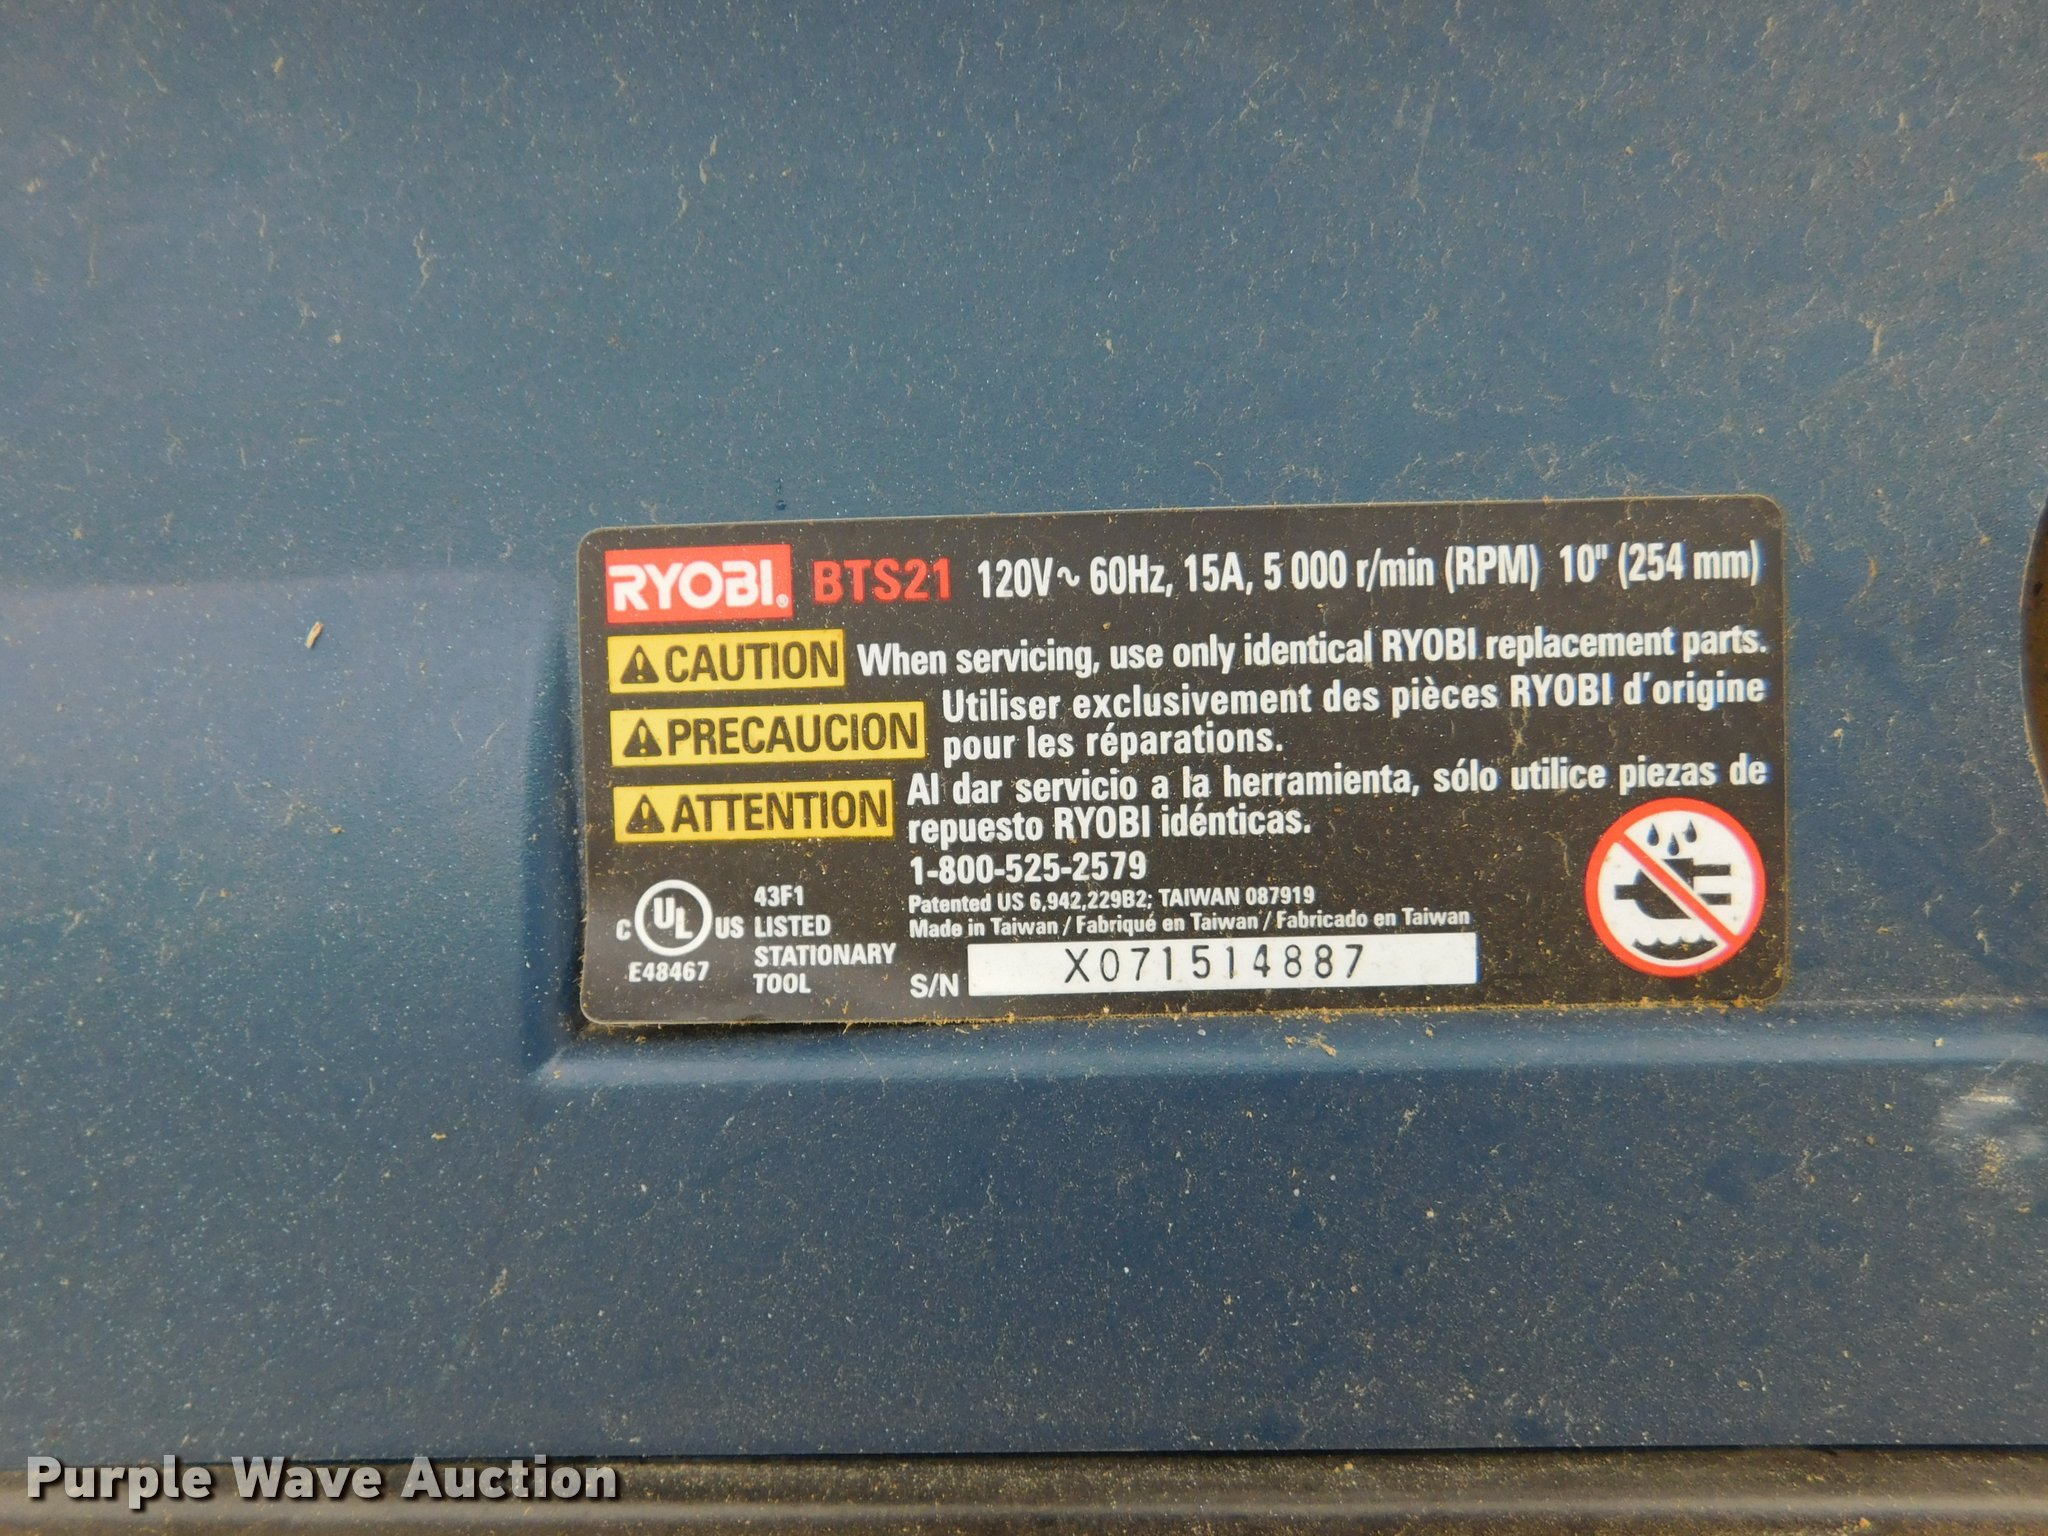 RYOBI® BTS21 120V~ 60Hz, 15A, 5 000 r/min (RPM) 10" (254 mm)
CAUTION When servicing, use only identical RYOBI replacement parts.
PRECAUCION Utiliser exclusivement des pièces RYOBI d'origine
pour les réparations.
ATTENTION Al dar servicio a la herramienta, sólo utilice piezas de
repuesto RYOBI idénticas.
1-800-525-2579
Patented US 6,942,229B2; TAIWAN 087919
Made in Taiwan / Fabriqué en Taiwan / Fabricado en Taiwan
S/N X071514887
C UL US
E48467
43F1
LISTED
STATIONARY
TOOL
Purple Wave Auction